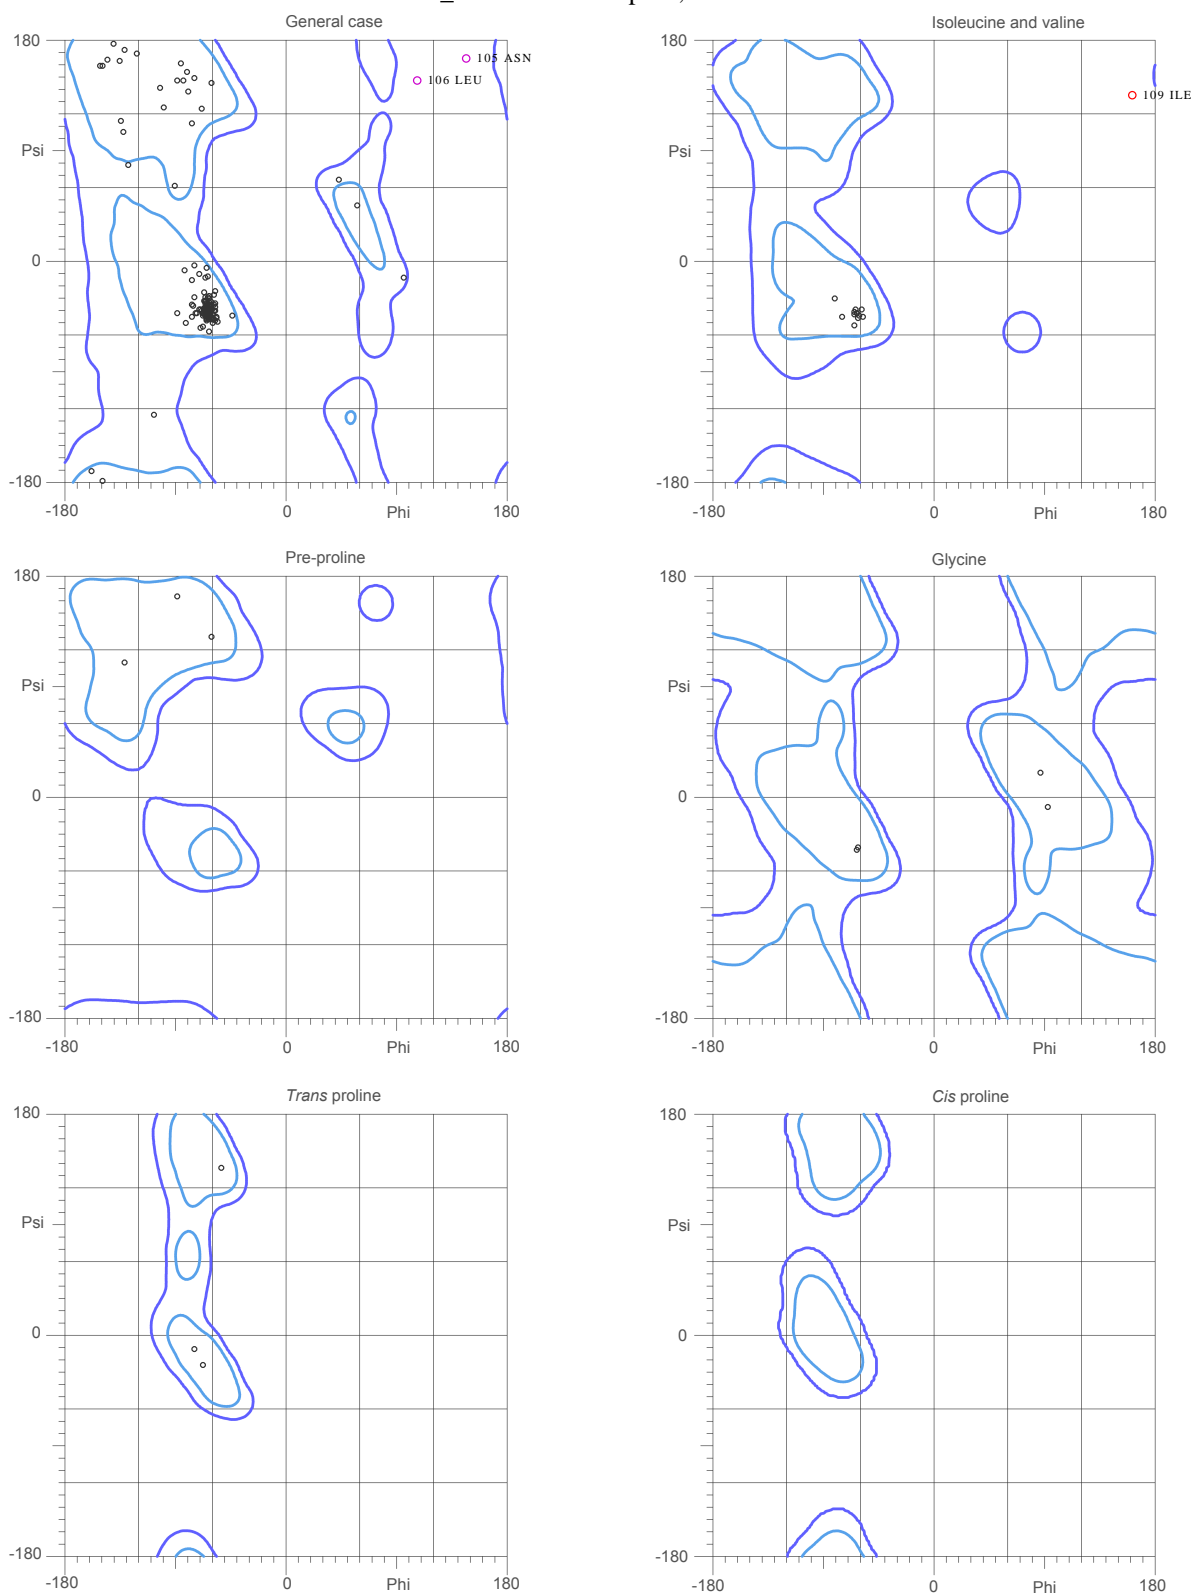 General case
Isoleucine and valine
180
105 ASN
106 LEU
Psi
0
-180
-180
0
Phi
180
180
109 ILE
Psi
0
-180
-180
0
Phi
180
Pre-proline
Glycine
180
Psi
0
-180
-180
0
Phi
180
180
Psi
0
-180
-180
0
Phi
180
Trans proline
Cis proline
180
Psi
0
-180
-180
0
Phi
180
180
Psi
0
-180
-180
0
Phi
180